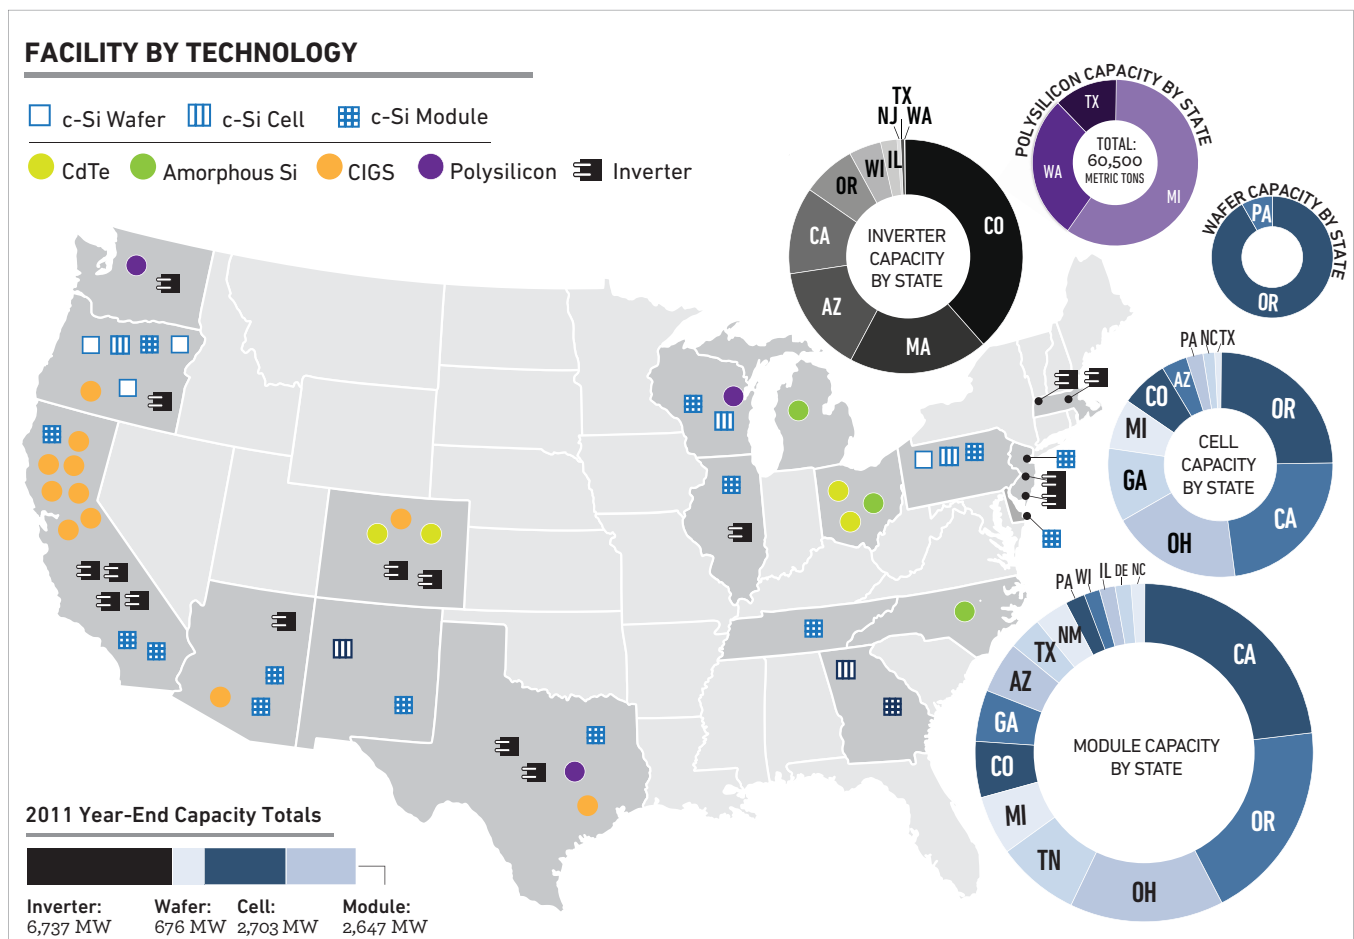 FACILITY BY TECHNOLOGY
c-Si Wafer
c-Si Cell
c-Si Module
CdTe
Amorphous Si
CIGS
Polysilicon
Inverter
TX
NJ WA
IL
WI
OR
CA
AZ
MA
CO
INVERTER
CAPACITY
BY STATE
POLYSILICON CAPACITY BY STATE
TX
WA
MI
TOTAL:
60,500
METRIC TONS
WAFER CAPACITY BY STATE
PA
OR
PA NC TX
AZ
CO
MI
GA
OH
CA
OR
CELL
CAPACITY
BY STATE
PA WI IL DE NC
NM
TX
AZ
GA
CO
MI
TN
OH
OR
CA
MODULE CAPACITY
BY STATE
2011 Year-End Capacity Totals
Inverter:
6,737 MW
Wafer:
676 MW
Cell:
2,703 MW
Module:
2,647 MW